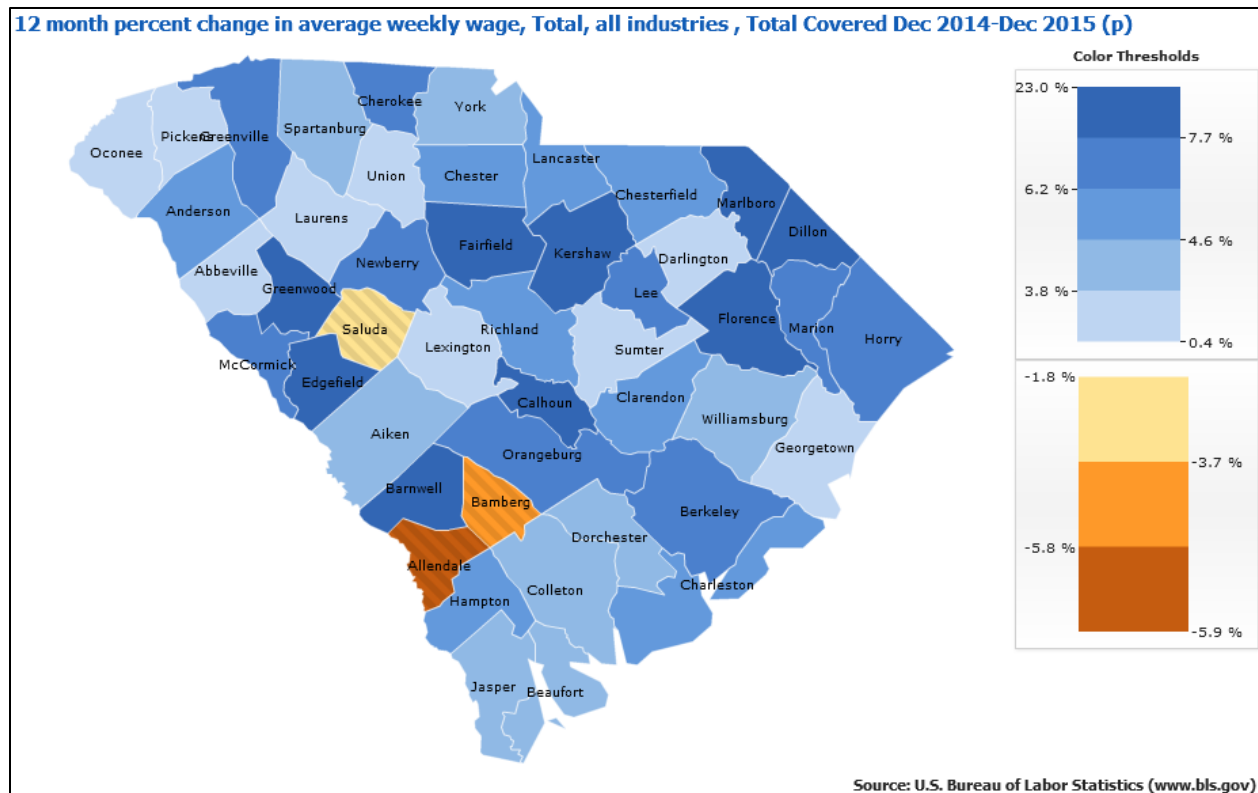 12 month percent change in average weekly wage, Total, all industries , Total Covered Dec 2014-Dec 2015 (p)
Color Thresholds
23.0 %
7.7 %
6.2 %
4.6 %
3.8 %
0.4 %
-1.8 %
-3.7 %
-5.8 %
-5.9 %
Cherokee
York
Spartanburg
Greenville
Pickens
Oconee
Lancaster
Union
Chester
Chesterfield
Marlboro
Anderson
Laurens
Dillon
Fairfield
Kershaw
Darlington
Newberry
Abbeville
Greenwood
Lee
Florence
Marion
Saluda
Richland
Horry
Lexington
Sumter
McCormick
Edgefield
Calhoun
Clarendon
Williamsburg
Aiken
Georgetown
Orangeburg
Barnwell
Bamberg
Berkeley
Dorchester
Allendale
Charleston
Colleton
Hampton
Jasper
Beaufort
Source: U.S. Bureau of Labor Statistics (www.bls.gov)